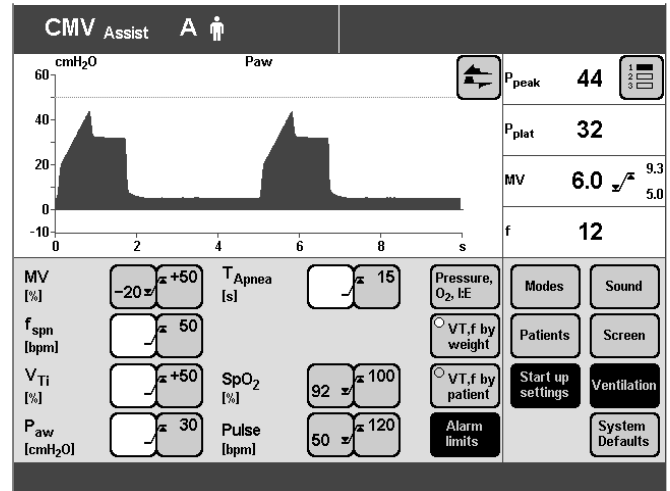 CMV Assist A
cmH2O Paw
60
40
20
0
-10
0 2 4 6 8 s
Ppeak 44 1 2 3
Pplat 32
MV 6.0 9.3 5.0
f 12
MV [%] -20 +50
TApnea [s] 15
Pressure, O2, I:E
Modes
Sound
fspn [bpm] 50
VT,f by weight
Patients
Screen
VTi [%] +50
SpO2 [%] 92 100
VT,f by patient
Start up settings
Ventilation
Paw [cmH2O] 30
Pulse [bpm] 50 120
Alarm limits
System Defaults